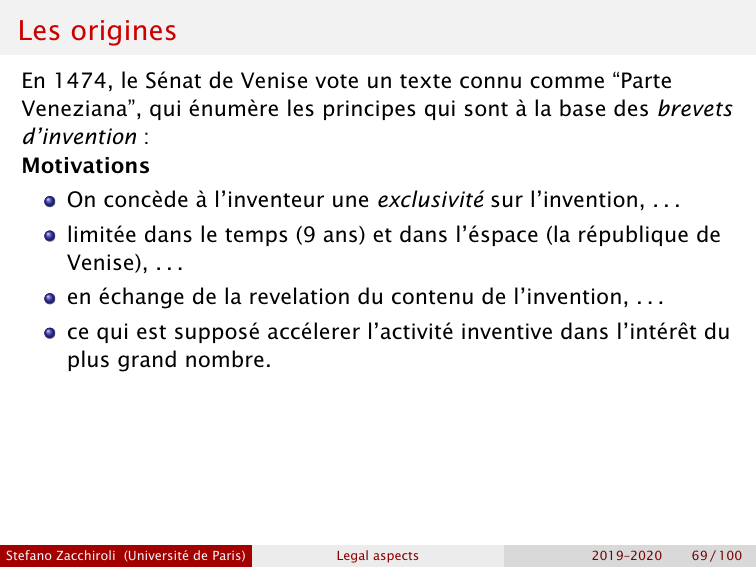 Les origines
En 1474, le Sénat de Venise vote un texte connu comme “Parte
Veneziana”, qui énumère les principes qui sont à la base des brevets
d’invention :
Motivations
On concède à l’inventeur une exclusivité sur l’invention, . . .
limitée dans le temps (9 ans) et dans l’éspace (la république de
Venise), . . .
en échange de la revelation du contenu de l’invention, . . .
ce qui est supposé accélerer l’activité inventive dans l’intérêt du
plus grand nombre.
Stefano Zacchiroli (Université de Paris) Legal aspects 2019–2020 69 / 100